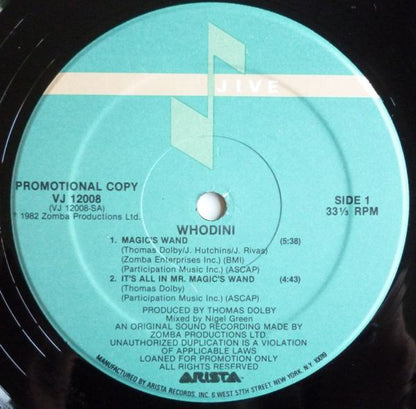 JIVE
PROMOTIONAL COPY
VJ 12008
(VJ 12008-SA)
℗ 1982 Zomba Productions Ltd.
SIDE 1
33⅓ RPM
WHODINI
1. MAGIC'S WAND (5:38)
(Thomas Dolby/J. Hutchins/J. Rivas)
(Zomba Enterprises Inc.) (BMI)
(Participation Music Inc.) (ASCAP)
2. IT'S ALL IN MR. MAGIC'S WAND (4:43)
(Thomas Dolby)
(Participation Music Inc.) (ASCAP)
PRODUCED BY THOMAS DOLBY
Mixed by Nigel Green
AN ORIGINAL SOUND RECORDING MADE BY
ZOMBA PRODUCTIONS LTD.
UNAUTHORIZED DUPLICATION IS A VIOLATION
OF APPLICABLE LAWS
LOANED FOR PROMOTION ONLY
ALL RIGHTS RESERVED
ARISTA
MANUFACTURED BY ARISTA RECORDS, INC. 6 WEST 57TH STREET, NEW YORK, N.Y. 10019